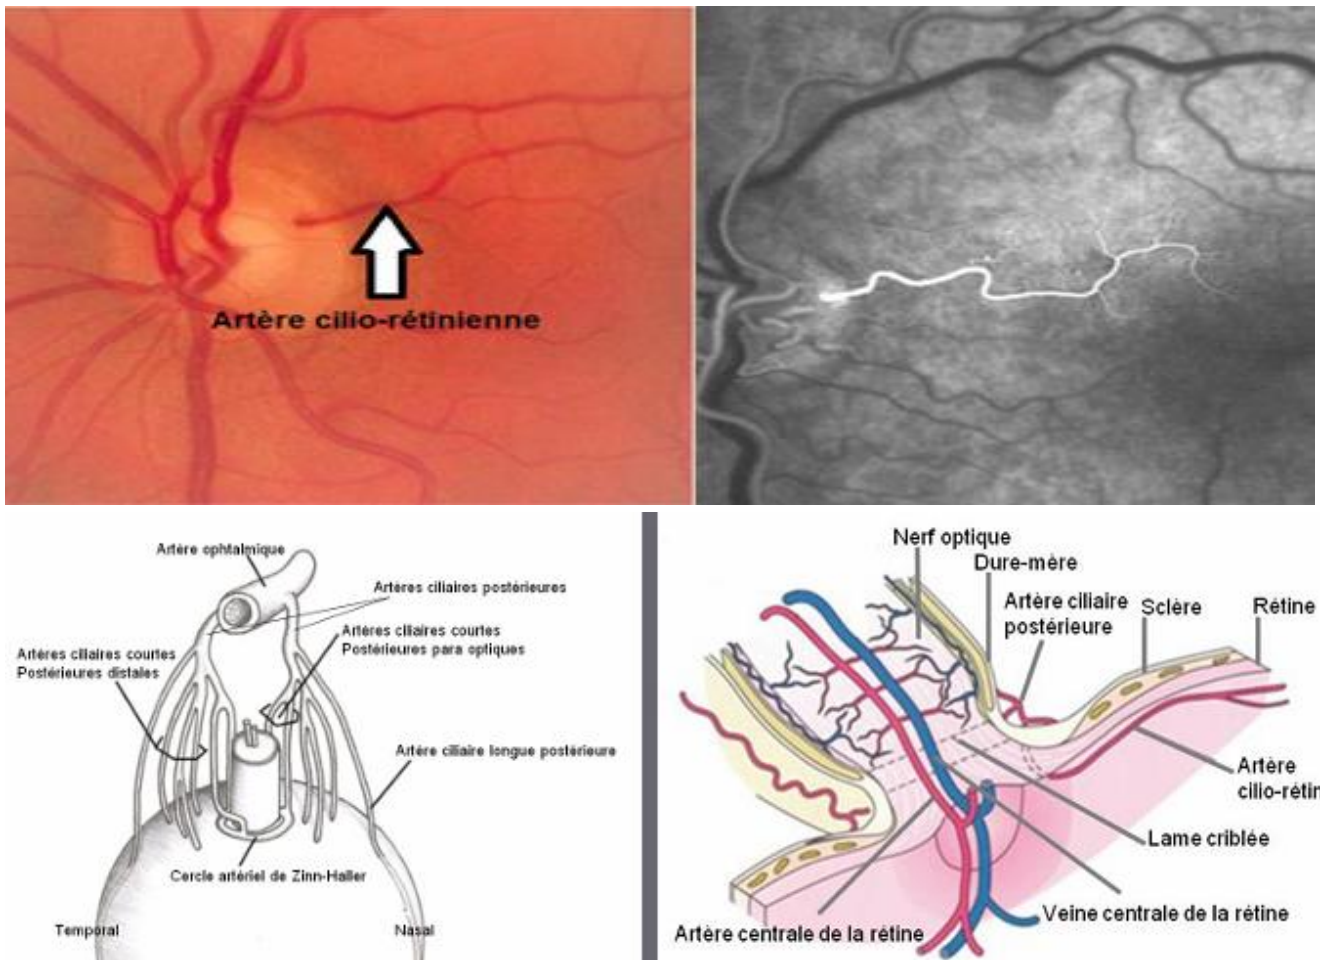 Artère cilio-rétinienne
Artère ophtalmique
Artères ciliaires postérieures
Artères ciliaires courtes
Postérieures para optiques
Artères ciliaires courtes
Postérieures distales
Artère ciliaire longue postérieure
Cercle artériel de Zinn-Haller
Temporal
Nasal
Nerf optique
Dure-mère
Artère ciliaire
postérieure
Sclère
Rétine
Artère
cilio-rétin
Lame criblée
Veine centrale de la rétine
Artère centrale de la rétine